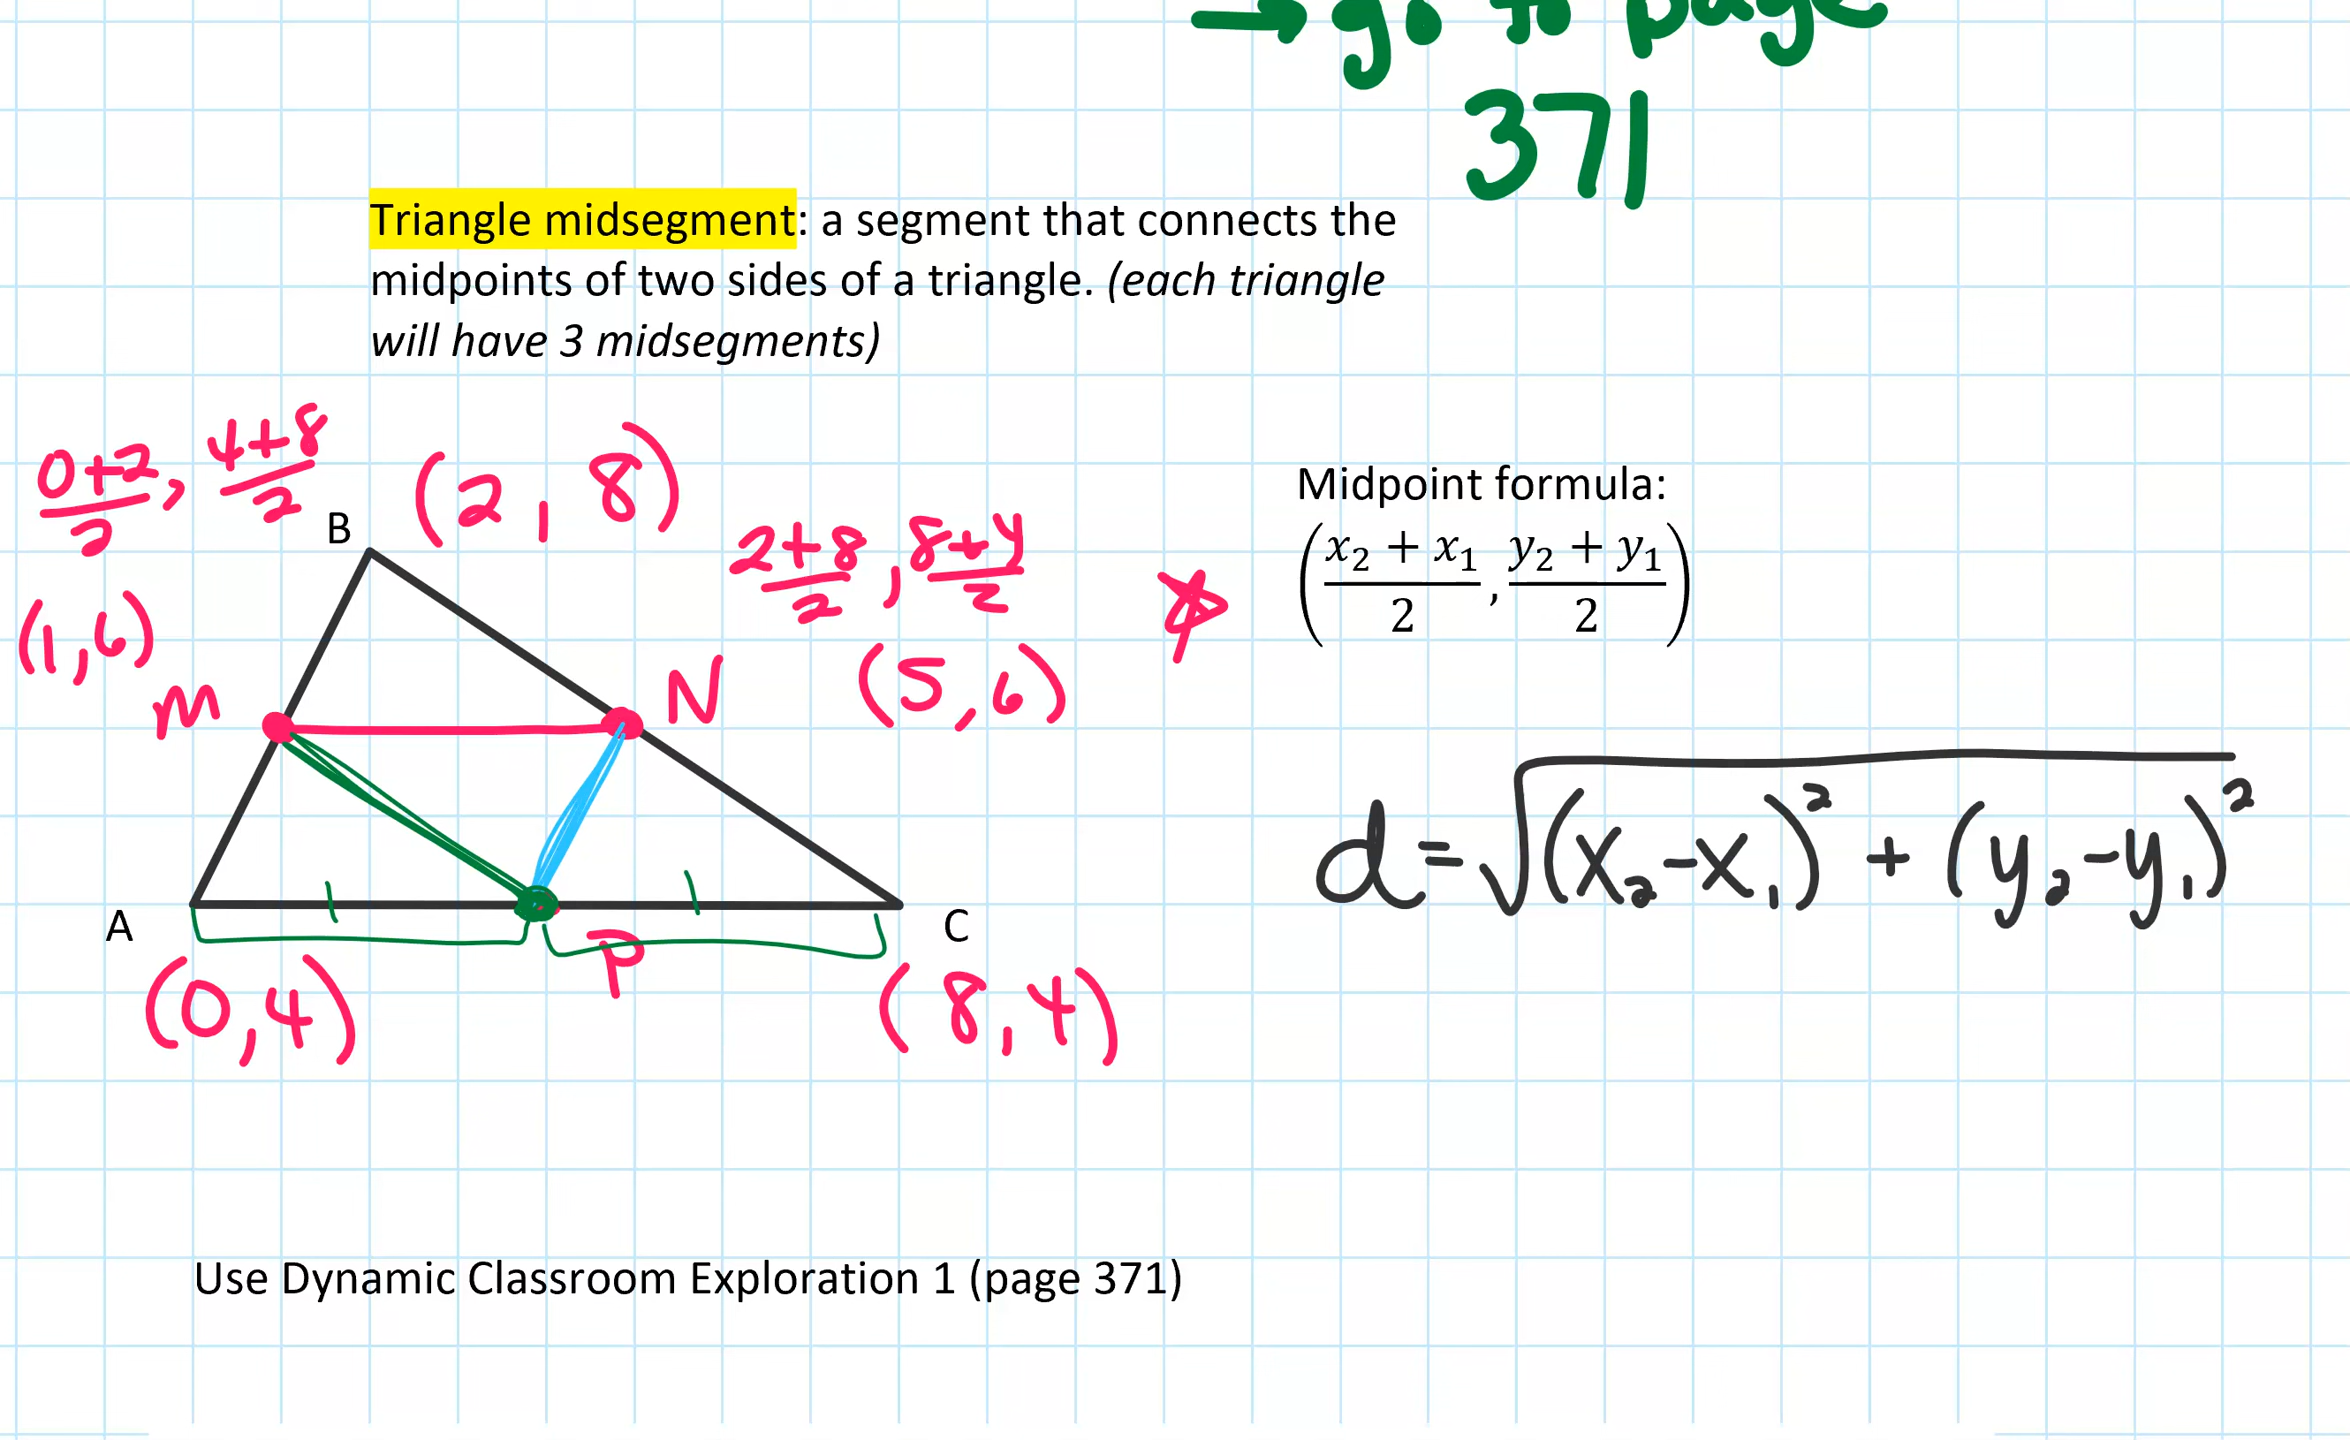 → go to page
371
Triangle midsegment: a segment that connects the
midpoints of two sides of a triangle. (each triangle
will have 3 midsegments)
0+2/2, 4+8/2
B (2, 8)
(1,6)
2+8/2, 8+4/2
Midpoint formula:
(x₂ + x₁/2, y₂ + y₁/2)
M
N (5,6)
d=√(x₂-x₁)² + (y₂-y₁)²
A
P
C
(0,4)
(8,4)
Use Dynamic Classroom Exploration 1 (page 371)